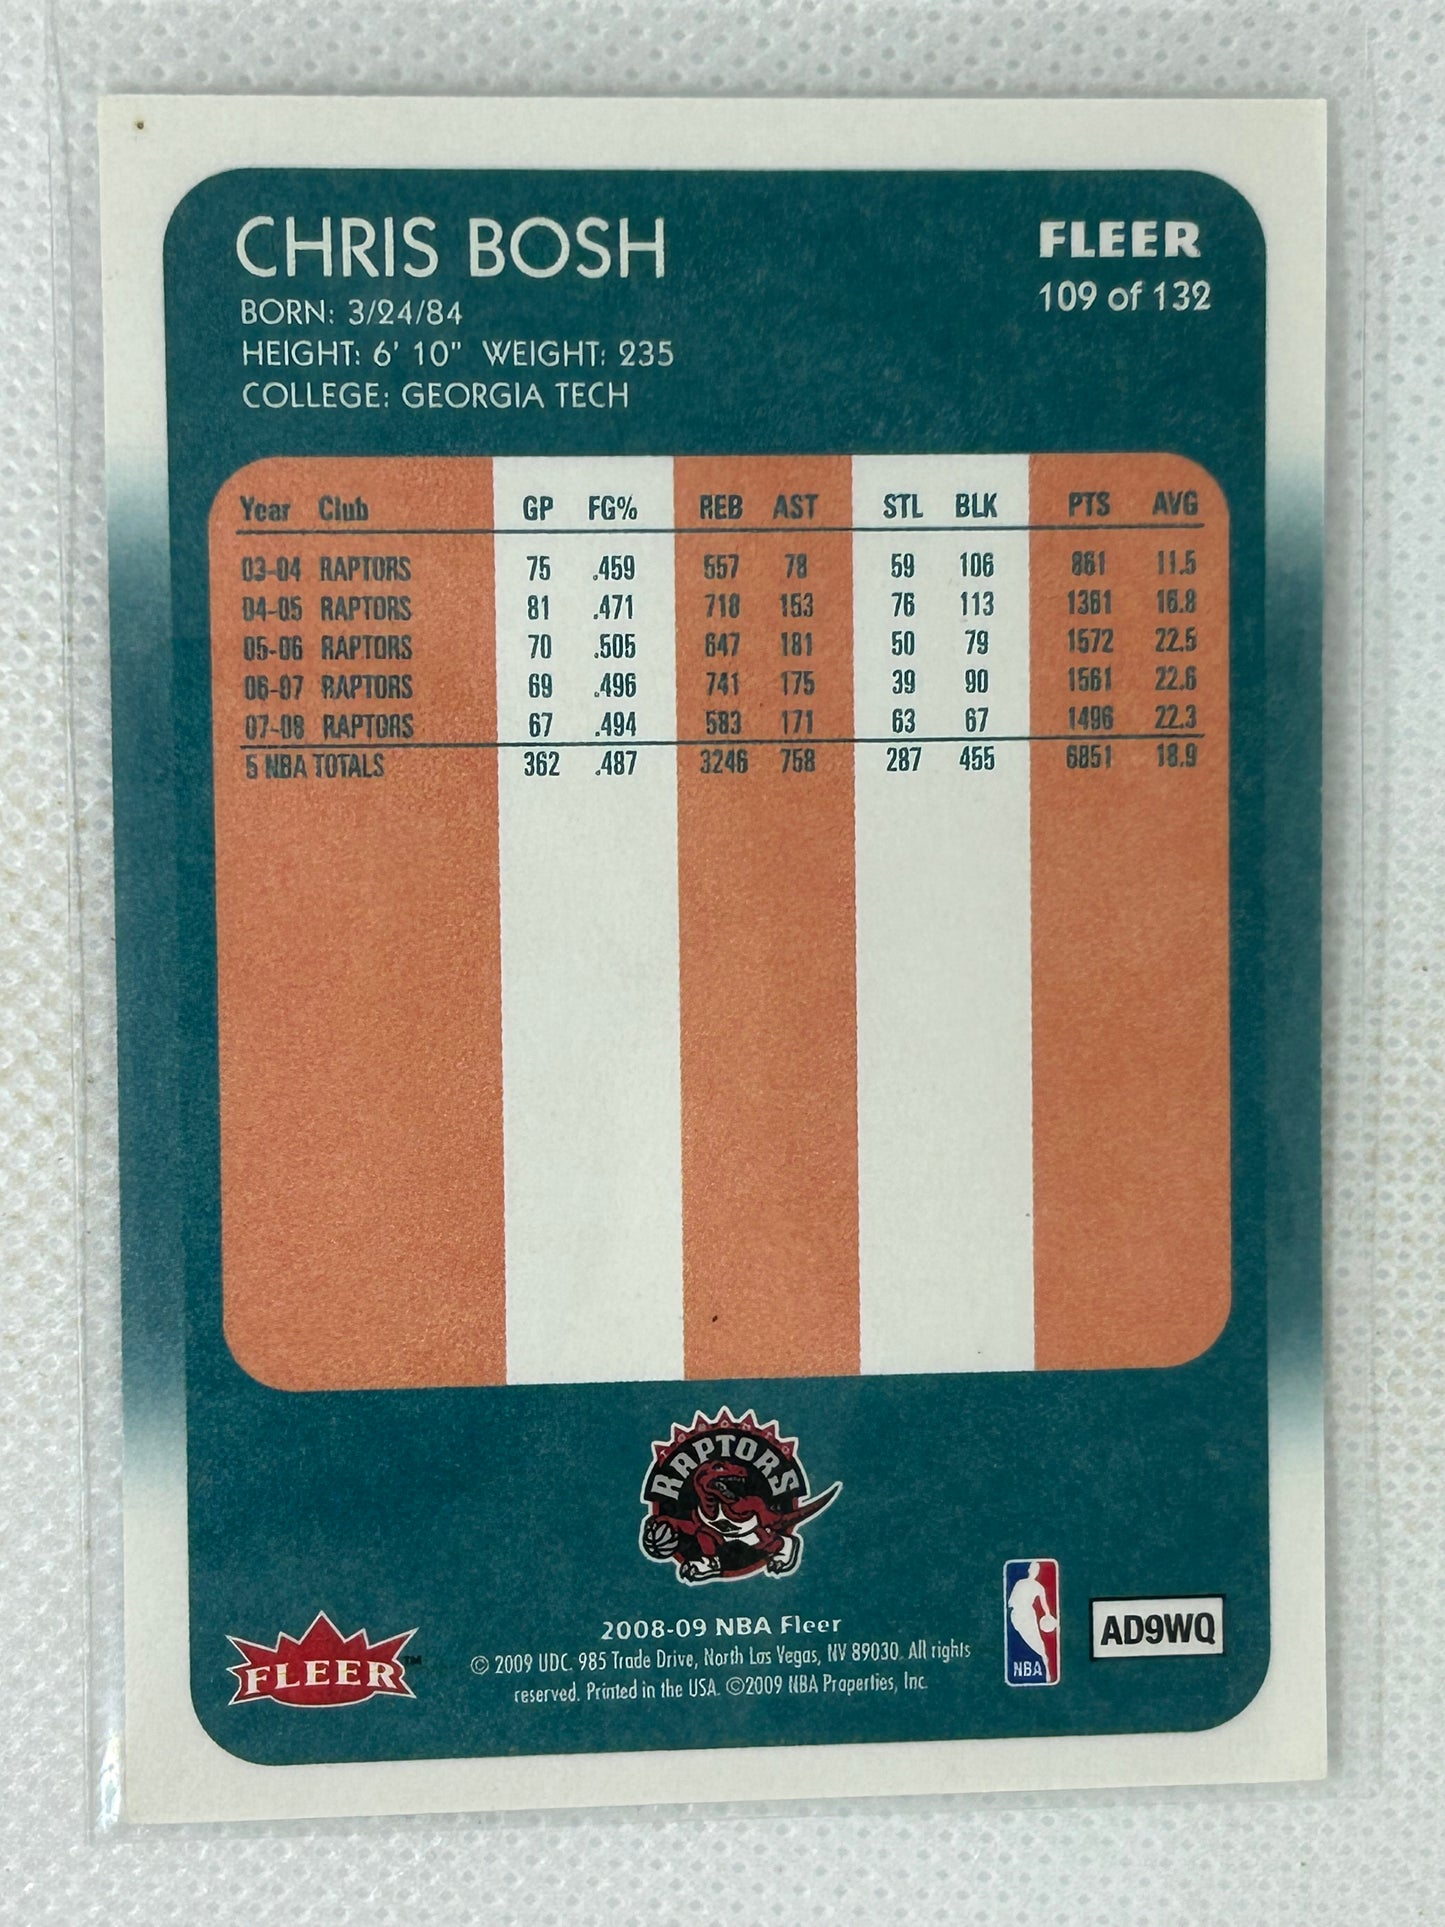 CHRIS BOSH
BORN: 3/24/84
HEIGHT: 6' 10" WEIGHT: 235
COLLEGE: GEORGIA TECH
FLEER
109 of 132
Year Club GP FG% REB AST STL BLK PTS AVG
03-04 RAPTORS 75 .459 557 78 59 106 861 11.5
04-05 RAPTORS 81 .471 718 153 76 113 1361 16.8
05-06 RAPTORS 70 .505 647 181 50 79 1572 22.5
06-07 RAPTORS 69 .496 741 175 39 90 1561 22.6
07-08 RAPTORS 67 .494 583 171 63 67 1496 22.3
5 NBA TOTALS 362 .487 3246 758 287 455 6851 18.9
TORONTO
RAPTORS
FLEER™
2008-09 NBA Fleer
© 2009 UDC. 985 Trade Drive, North Las Vegas, NV 89030. All rights
reserved. Printed in the USA. ©2009 NBA Properties, Inc.
NBA
AD9WQ